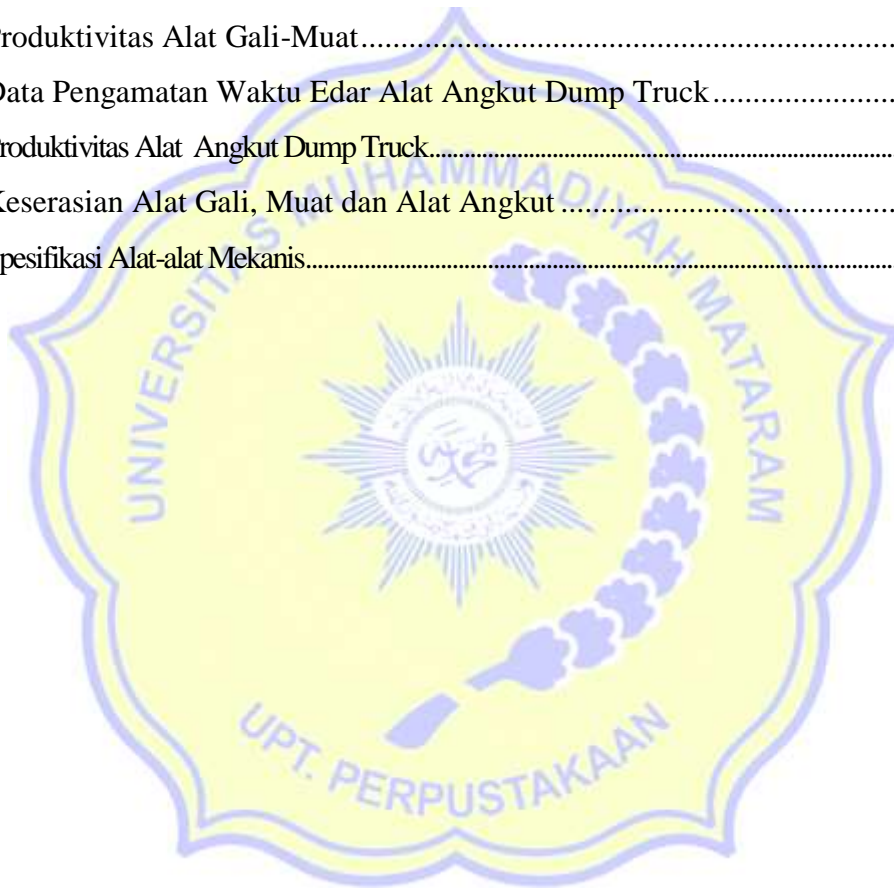 roduktivitas Alat Gali-Muat
Data Pengamatan Waktu Edar Alat Angkut Dump Truck
roduktivitas Alat Angkut Dump Truck
Keserasian Alat Gali, Muat dan Alat Angkut
pesifikasi Alat-alat Mekanis
UNIVERSITAS MUHAMMADIYAH MATARAM
UPT. PERPUSTAKAAN